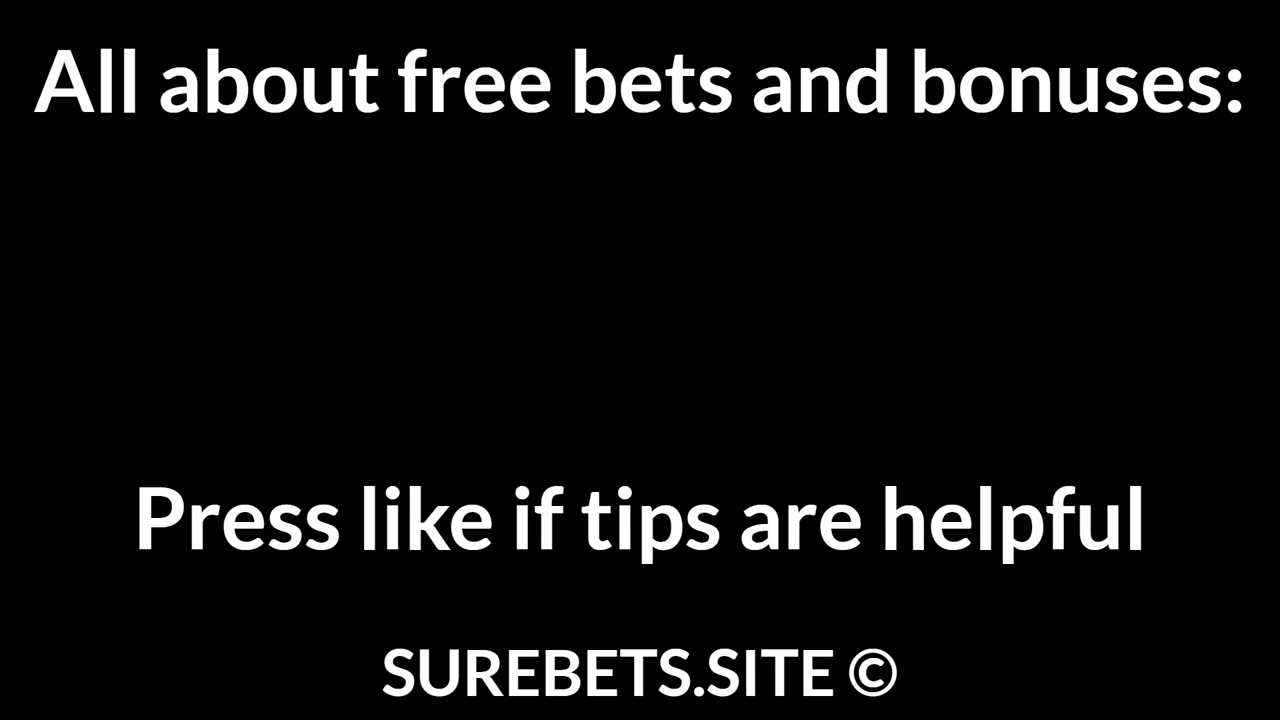 All about free bets and bonuses:
Press like if tips are helpful
SUREBETS.SITE ©